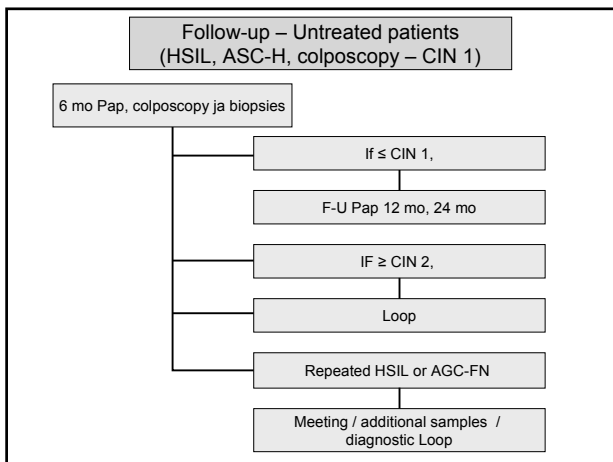 Follow-up – Untreated patients
(HSIL, ASC-H, colposcopy – CIN 1)
6 mo Pap, colposcopy ja biopsies
If ≤ CIN 1,
F-U Pap 12 mo, 24 mo
IF ≥ CIN 2,
Loop
Repeated HSIL or AGC-FN
Meeting / additional samples /
diagnostic Loop